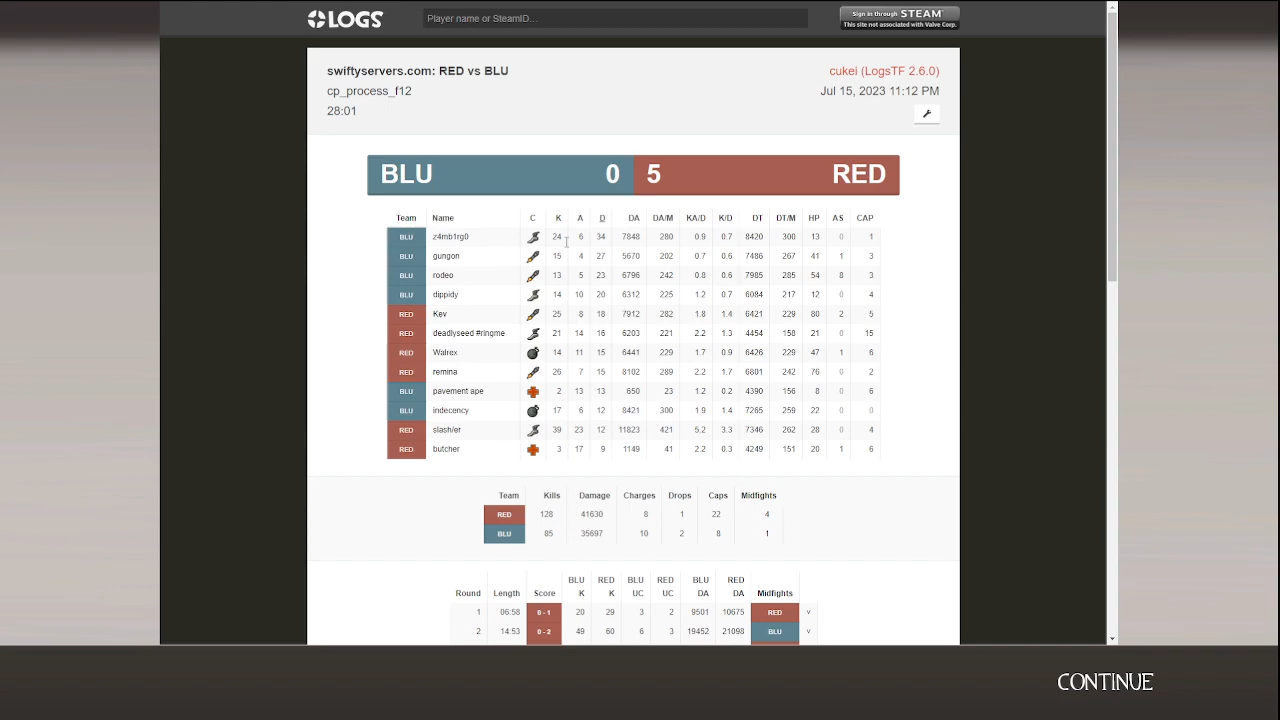 LOGS
Player name or SteamID...
Sign in through STEAM
This site not associated with Valve Corp.
swiftyservers.com: RED vs BLU
cukei (LogsTF 2.6.0)
cp_process_f12
Jul 15, 2023 11:12 PM
28:01
BLU 0 5 RED
Team Name C K A D DA DA/M KA/D K/D DT DT/M HP AS CAP
BLU z4mb1rg0 24 6 34 7848 280 0.9 0.7 8420 300 13 0 1
BLU gungon 15 4 27 5670 202 0.7 0.6 7486 267 41 1 3
BLU rodeo 13 5 23 6796 242 0.8 0.6 7985 285 54 8 3
BLU dippidy 14 10 20 6312 225 1.2 0.7 6084 217 12 0 4
RED Kev 25 8 18 7912 282 1.8 1.4 6421 229 80 2 5
RED deadlyseed #ringme 21 14 16 6203 221 2.2 1.3 4454 158 21 0 15
RED Walrex 14 11 15 6441 229 1.7 0.9 6426 229 47 1 6
RED remina 26 7 15 8102 289 2.2 1.7 6801 242 76 0 2
BLU pavement ape 2 13 13 650 23 1.2 0.2 4390 156 8 0 6
BLU indecency 17 6 12 8421 300 1.9 1.4 7265 259 22 0 0
RED slash/er 39 23 12 11823 421 5.2 3.3 7346 262 28 0 4
RED butcher 3 17 9 1149 41 2.2 0.3 4249 151 20 1 6
Team Kills Damage Charges Drops Caps Midfights
RED 128 41630 8 1 22 4
BLU 85 35697 10 2 8 1
BLU RED BLU RED BLU RED
Round Length Score K K UC UC DA DA Midfights
1 06:58 0 - 1 20 29 3 2 9501 10675 RED v
2 14:53 0 - 2 49 60 6 3 19452 21098 BLU v
CONTINUE